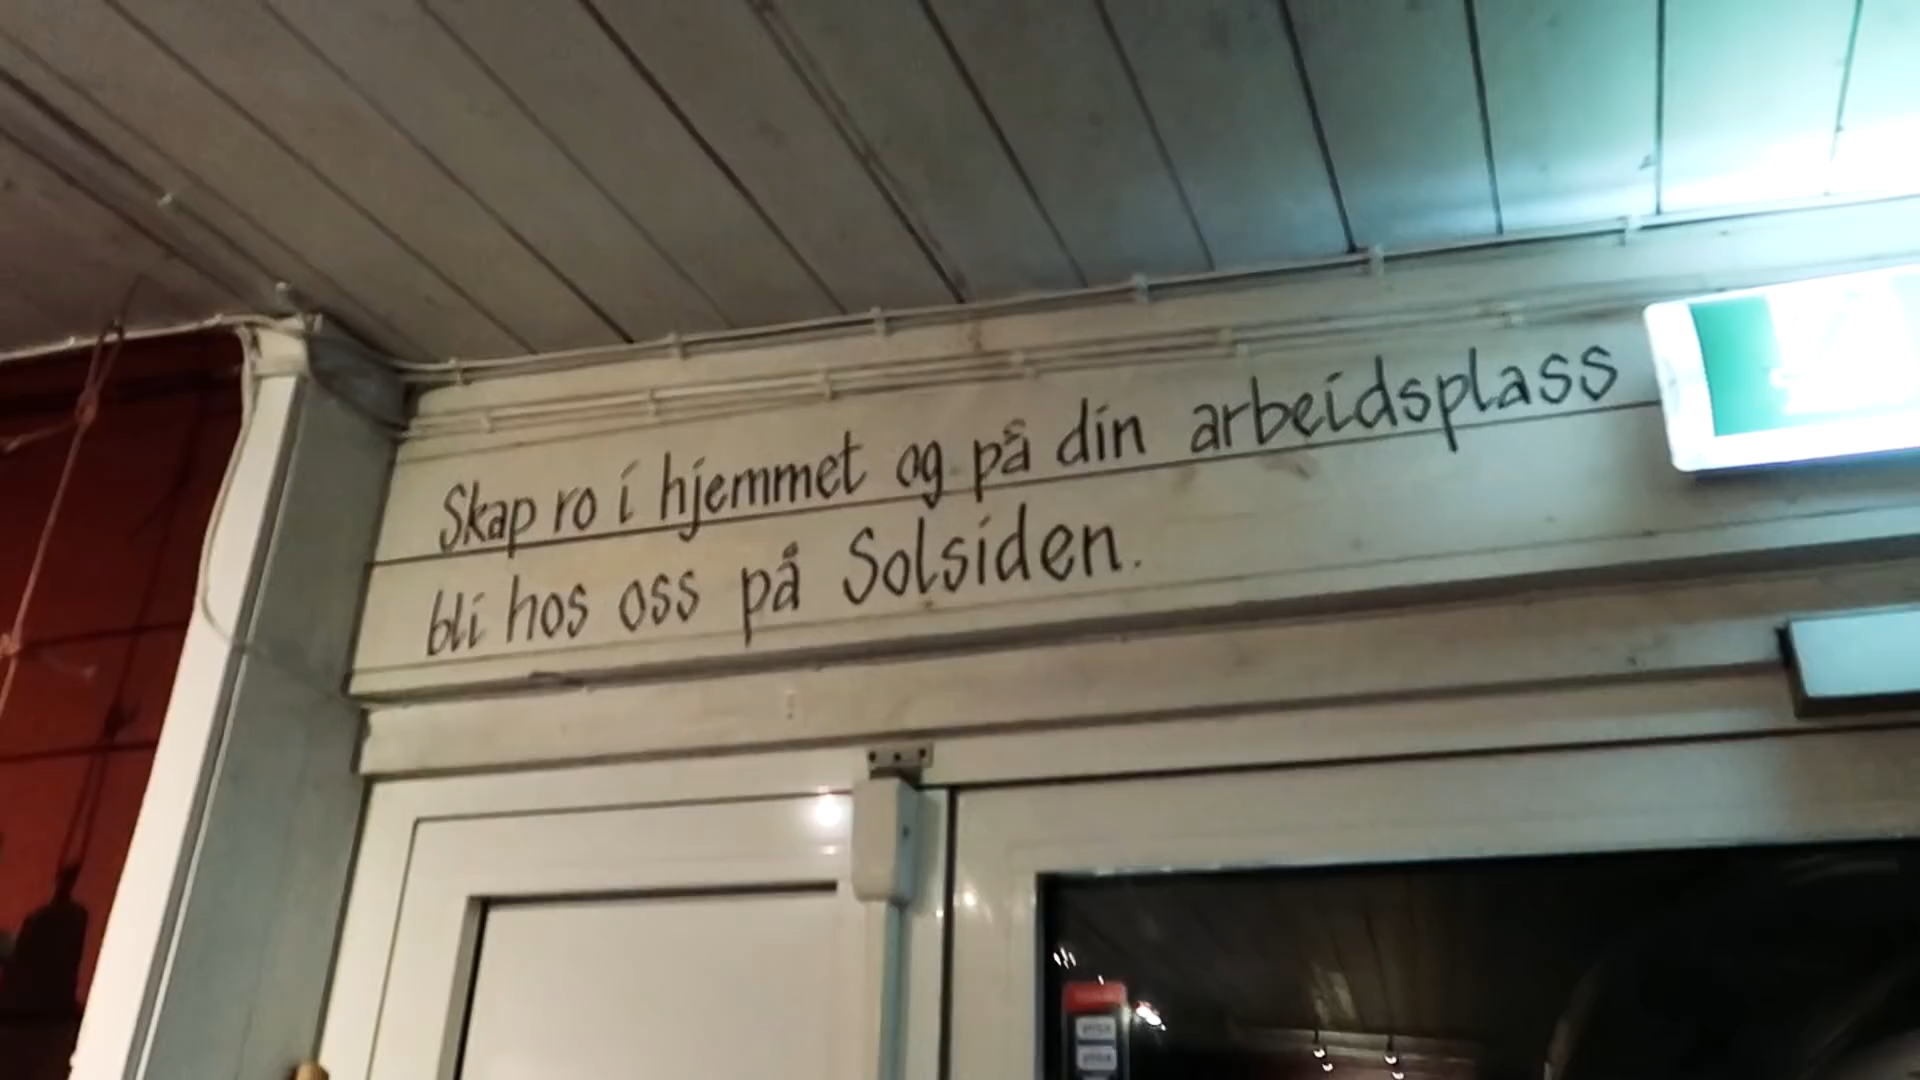 Skap ro i hjemmet og på din arbeidsplass
bli hos oss på Solsiden.